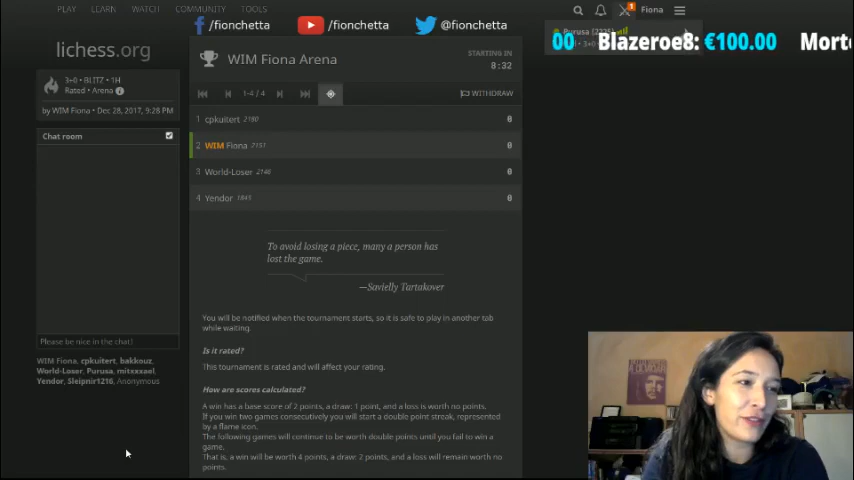 PLAY LEARN WATCH COMMUNITY TOOLS
1
Fiona
/fionchetta
/fionchetta
@fionchetta
lichess.org
WIM Fiona Arena
STARTING IN
8:32
00 Blazeroe8: €100.00 Morte
3+0 • BLITZ • 1H
Rated • Arena
by WIM Fiona • Dec 28, 2017, 9:28 PM
1-4 / 4
WITHDRAW
Chat room
1 cpkuitert 2190 0
2 WIM Fiona 2151 0
3 World-Loser 2148 0
4 Yendor 1845 0
To avoid losing a piece, many a person has
lost the game.
—Savielly Tartakover
You will be notified when the tournament starts, so it is safe to play in another tab
while waiting.
Please be nice in the chat!
Is it rated?
WIM Fiona, cpkuitert, bakkouz,
World-Loser, Purusa, mitxxxael,
Yendor, Sleipnir1216, Anonymous
This tournament is rated and will affect your rating.
How are scores calculated?
A win has a base score of 2 points, a draw: 1 point, and a loss is worth no points.
If you win two games consecutively you will start a double point streak, represented
by a flame icon.
The following games will continue to be worth double points until you fail to win a
game.
That is, a win will be worth 4 points, a draw: 2 points, and a loss will remain worth no
points.